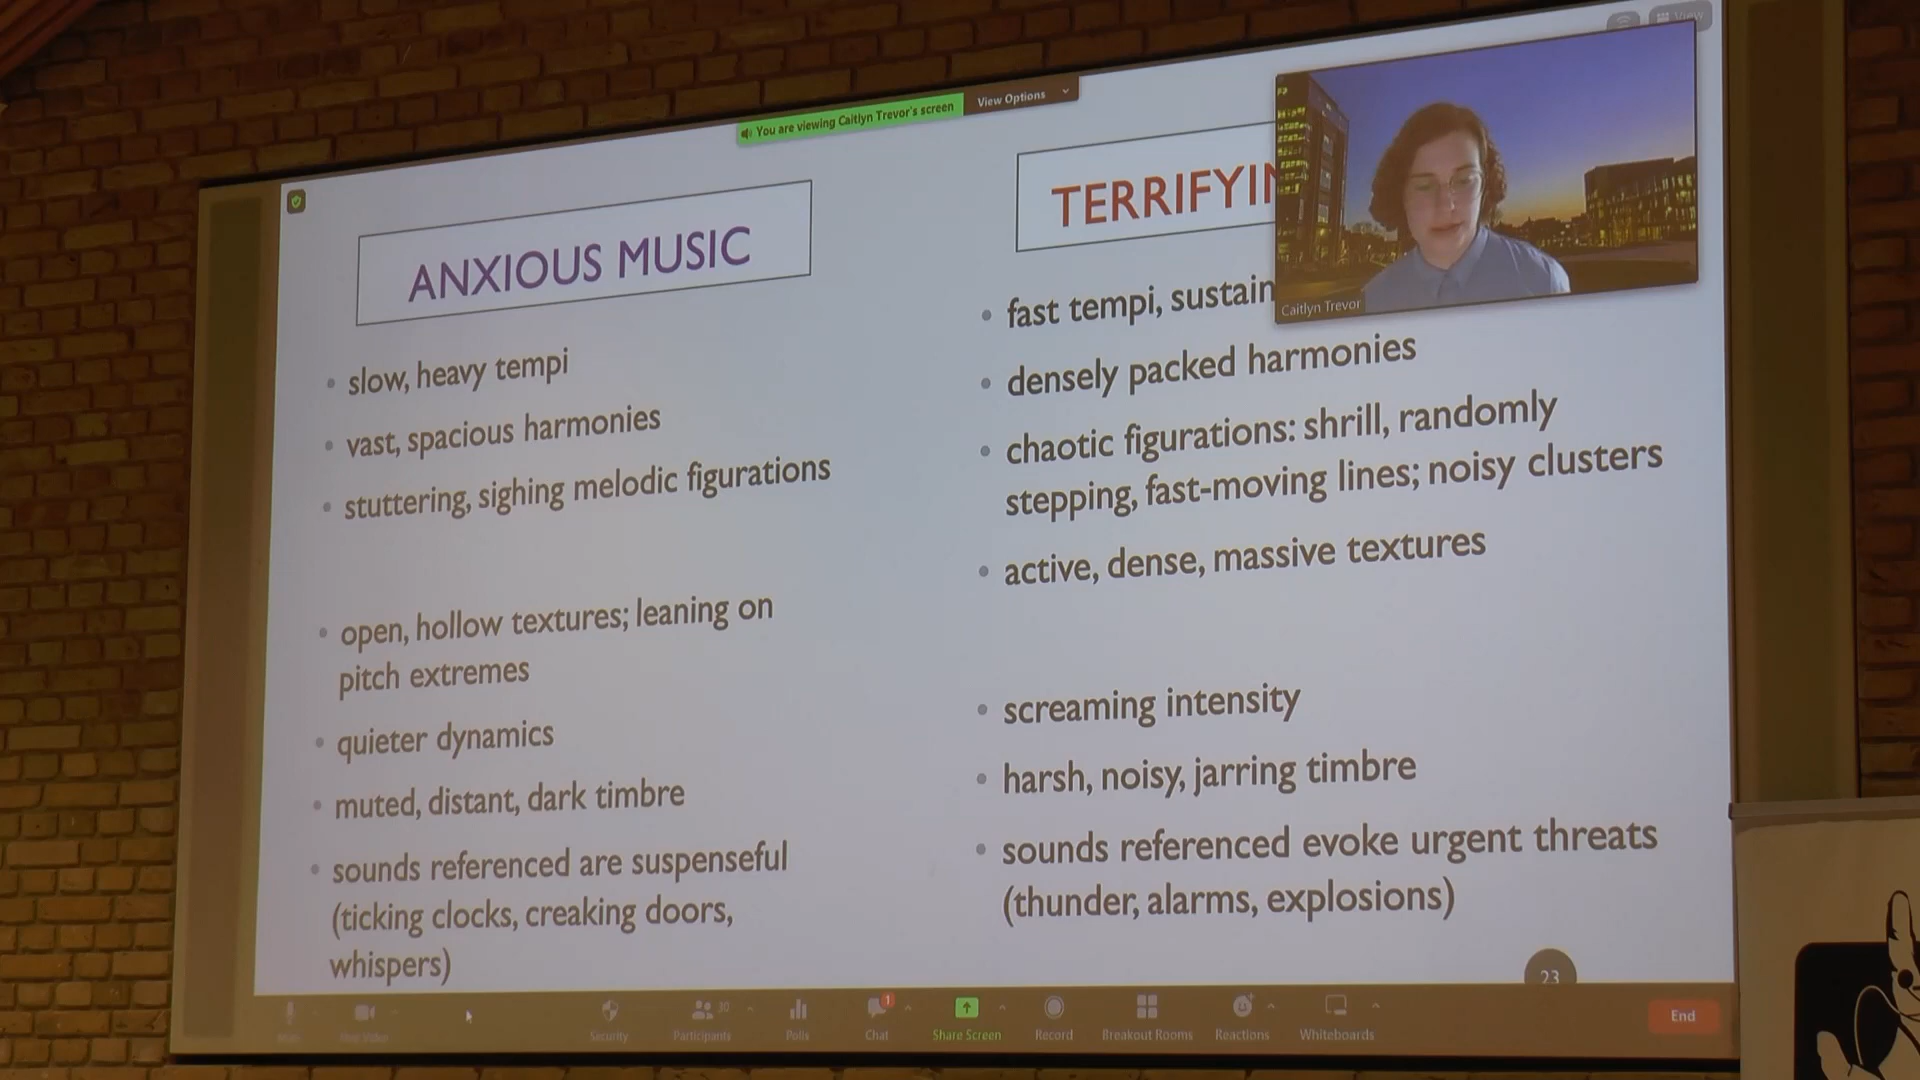 View
You are viewing Caitlyn Trevor's screen
View Options
ANXIOUS MUSIC
slow, heavy tempi
vast, spacious harmonies
stuttering, sighing melodic figurations
open, hollow textures; leaning on
pitch extremes
quieter dynamics
muted, distant, dark timbre
sounds referenced are suspenseful
(ticking clocks, creaking doors,
whispers)
TERRIFYIN
fast tempi, sustain
densely packed harmonies
chaotic figurations: shrill, randomly
stepping, fast-moving lines; noisy clusters
active, dense, massive textures
screaming intensity
harsh, noisy, jarring timbre
sounds referenced evoke urgent threats
(thunder, alarms, explosions)
Caitlyn Trevor
23
Security
Participants 30
Polls
Chat 1
Share Screen
Record
Breakout Rooms
Reactions
Whiteboards
End